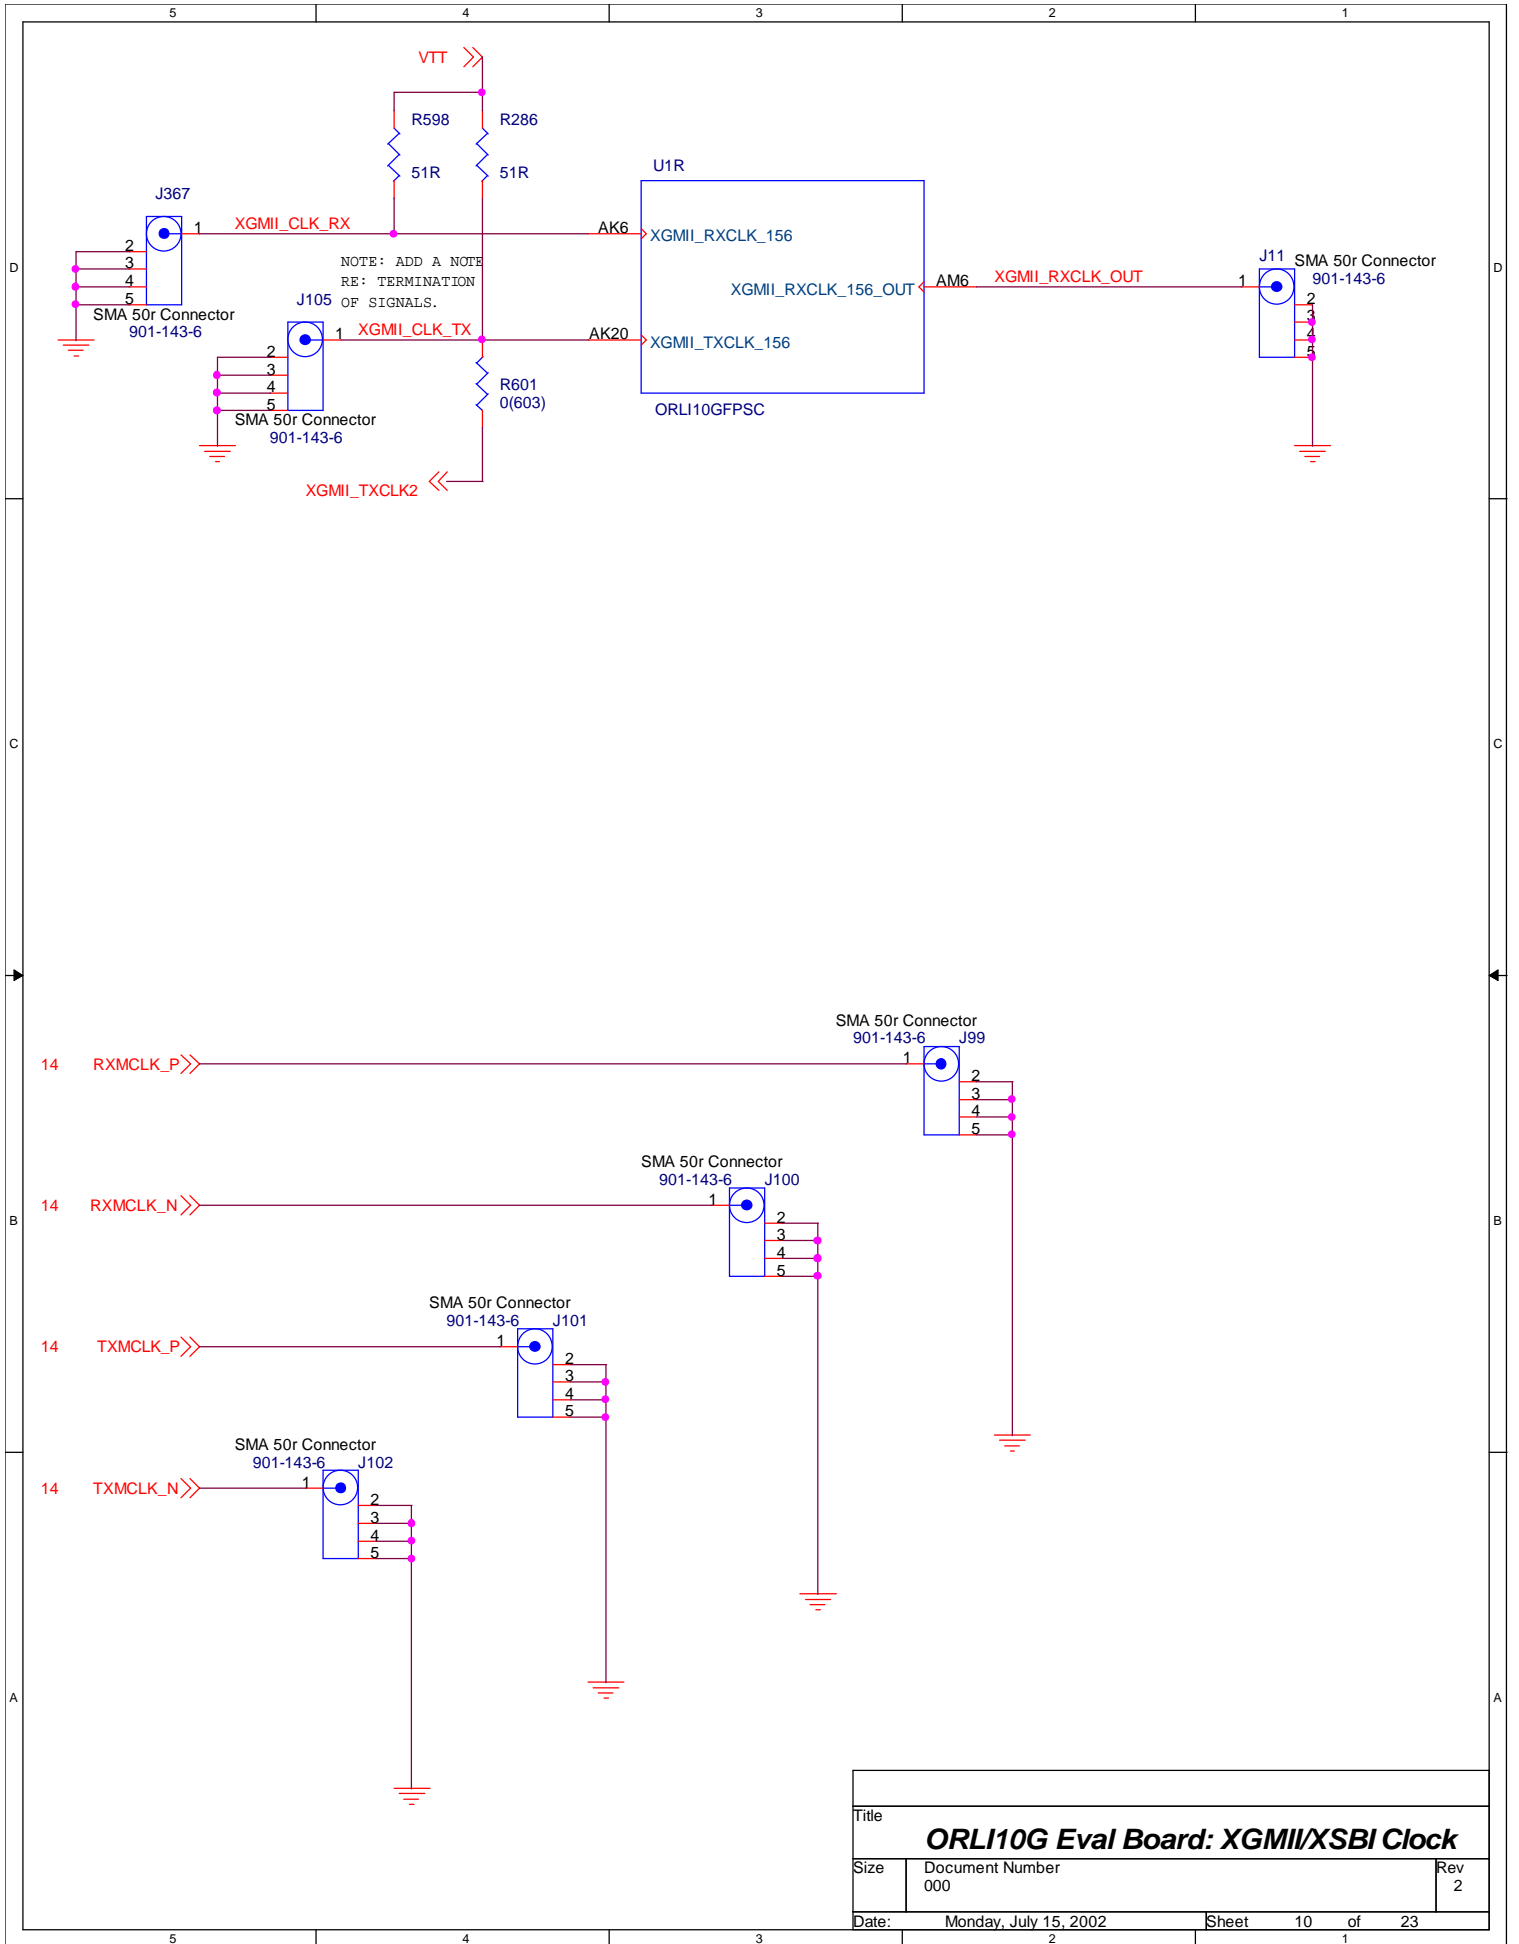 5 4 3 2 1
VTT
R598 R286
51R 51R
U1R
J367
1 XGMII_CLK_RX AK6 XGMII_RXCLK_156
2
3
4
5
SMA 50r Connector
901-143-6
NOTE: ADD A NOTE
RE: TERMINATION
OF SIGNALS.
D D
J105
1 XGMII_CLK_TX AK20 XGMII_TXCLK_156
2
3
4
5
SMA 50r Connector
901-143-6
XGMII_RXCLK_156_OUT AM6 XGMII_RXCLK_OUT 1
J11 SMA 50r Connector
901-143-6
2
3
4
5
R601
0(603)
ORLI10GFPSC
XGMII_TXCLK2
C C
SMA 50r Connector
901-143-6 J99
14 RXMCLK_P 1
2
3
4
5
SMA 50r Connector
901-143-6 J100
14 RXMCLK_N 1
2
3
4
5
B B
SMA 50r Connector
901-143-6 J101
14 TXMCLK_P 1
2
3
4
5
SMA 50r Connector
901-143-6 J102
14 TXMCLK_N 1
2
3
4
5
A A
Title
ORLI10G Eval Board: XGMII/XSBI Clock
Size Document Number Rev
000 2
Date: Monday, July 15, 2002 Sheet 10 of 23
5 4 3 2 1